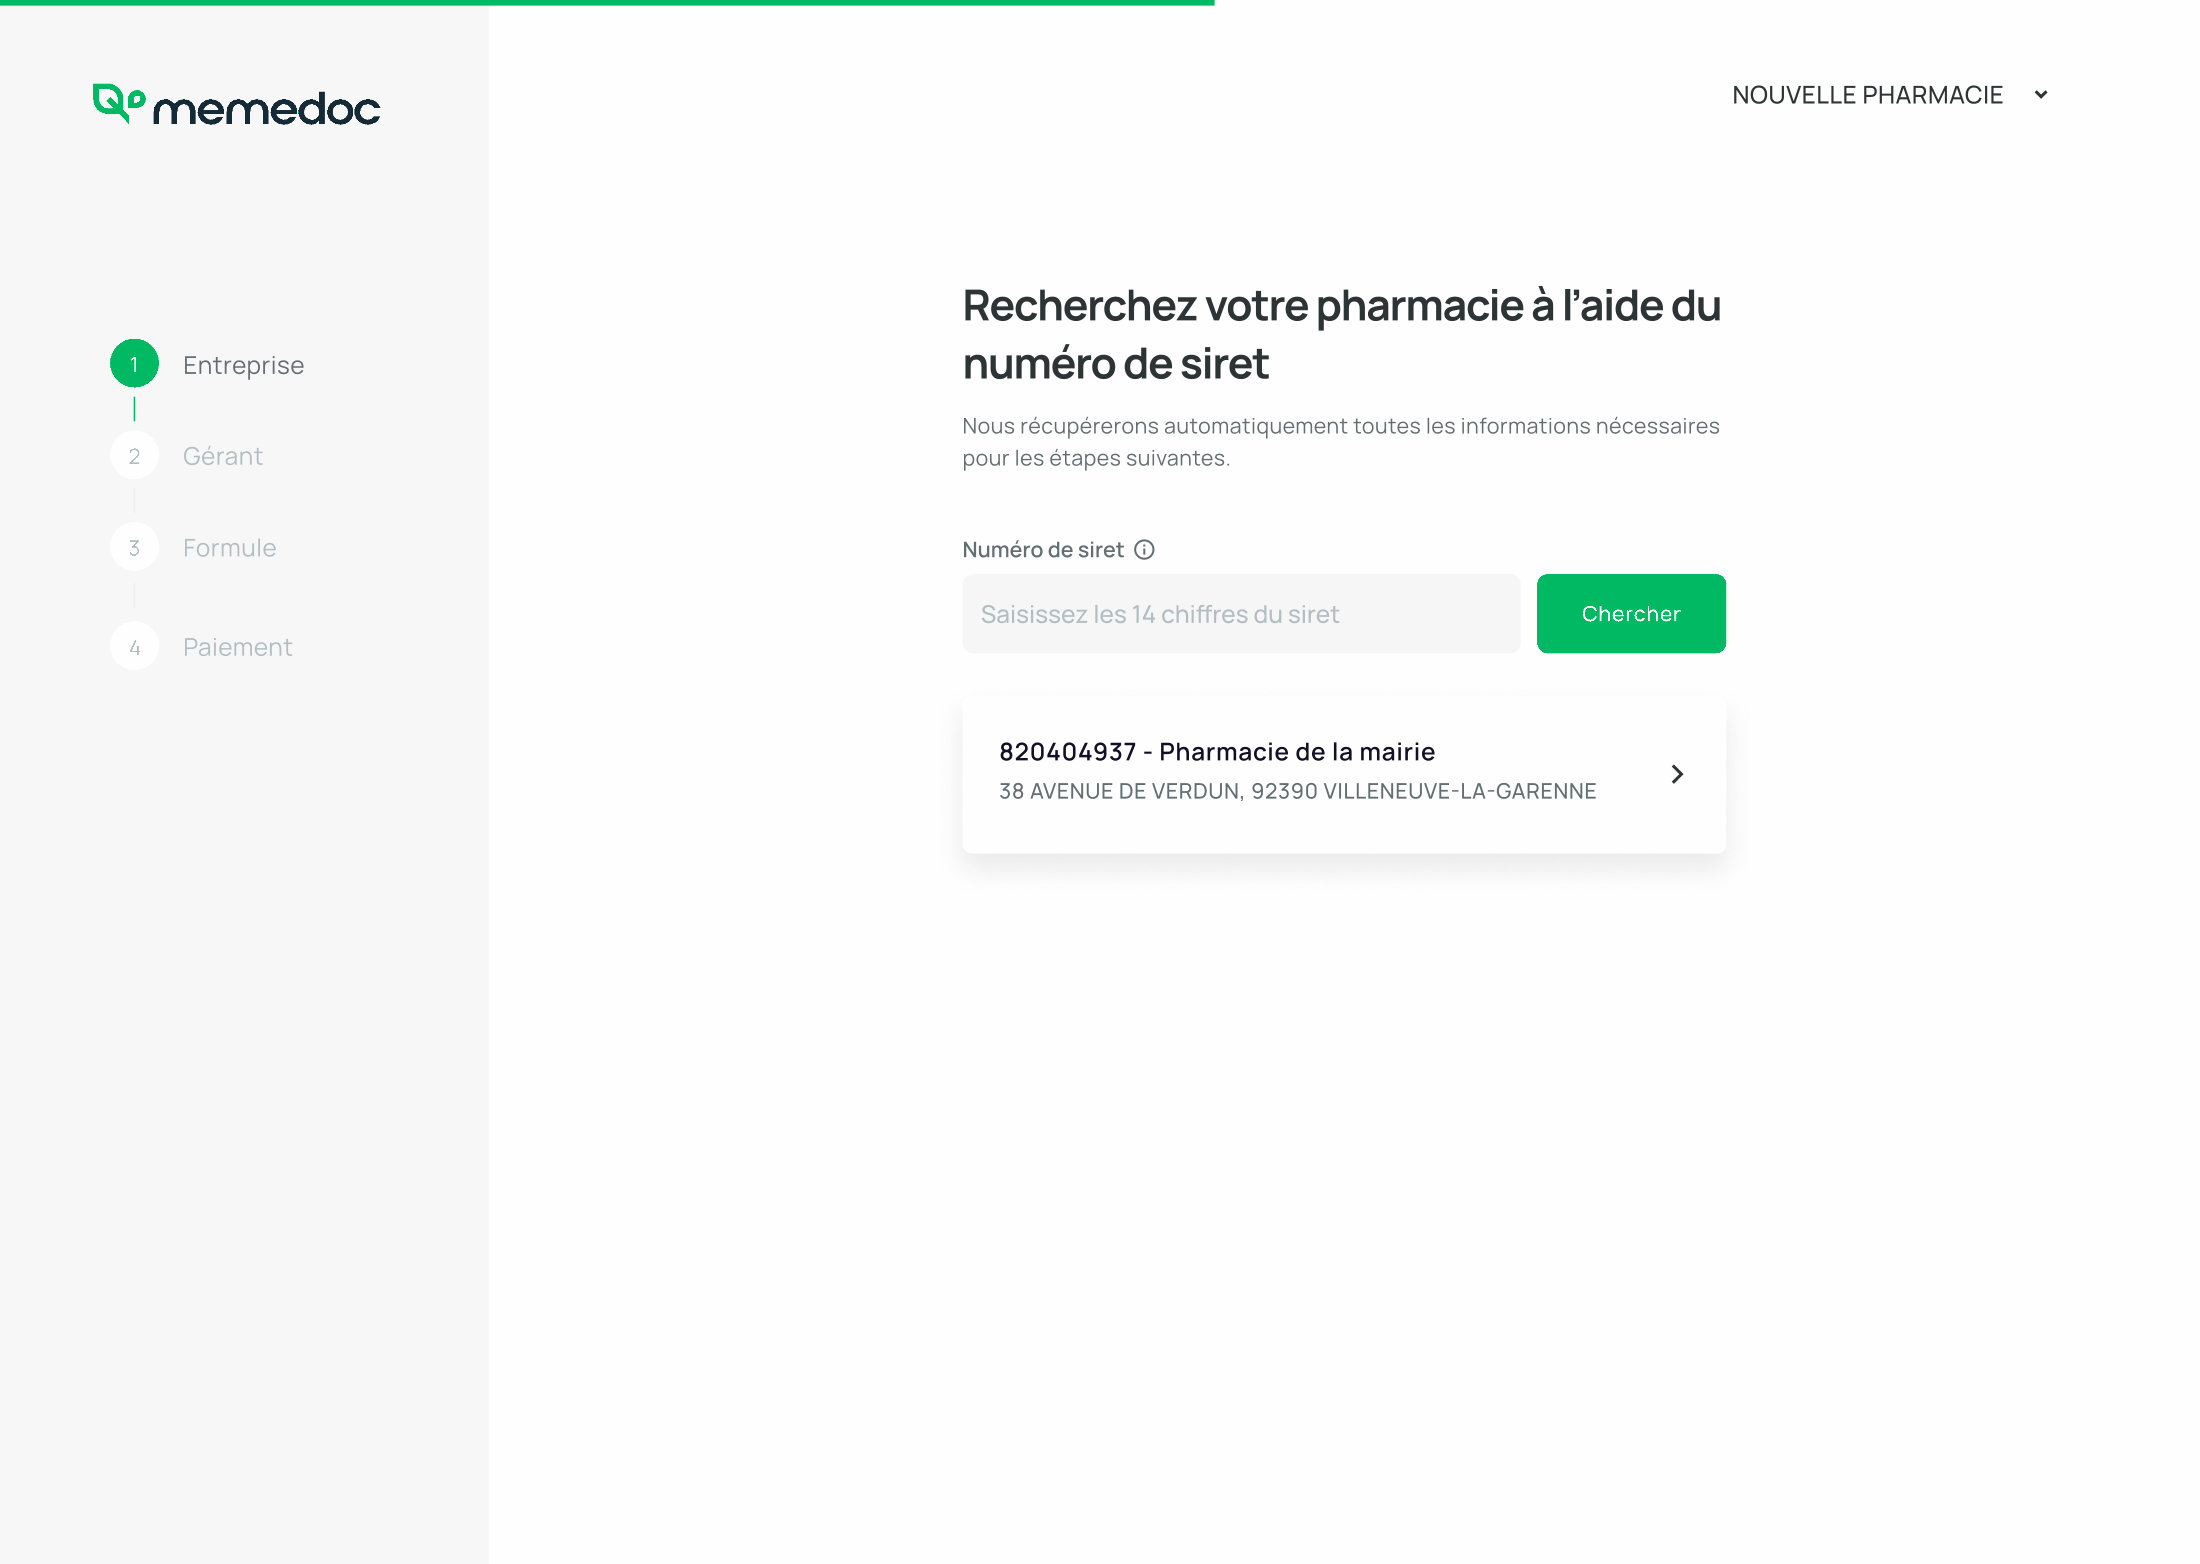 memedoc
NOUVELLE PHARMACIE
1 Entreprise
2 Gérant
3 Formule
4 Paiement
Recherchez votre pharmacie à l’aide du
numéro de siret
Nous récupérerons automatiquement toutes les informations nécessaires
pour les étapes suivantes.
Numéro de siret
Saisissez les 14 chiffres du siret
Chercher
820404937 - Pharmacie de la mairie
38 AVENUE DE VERDUN, 92390 VILLENEUVE-LA-GARENNE